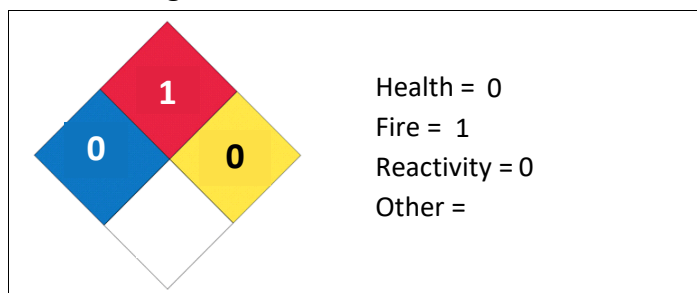 1
0
0
Health = 0
Fire = 1
Reactivity = 0
Other =